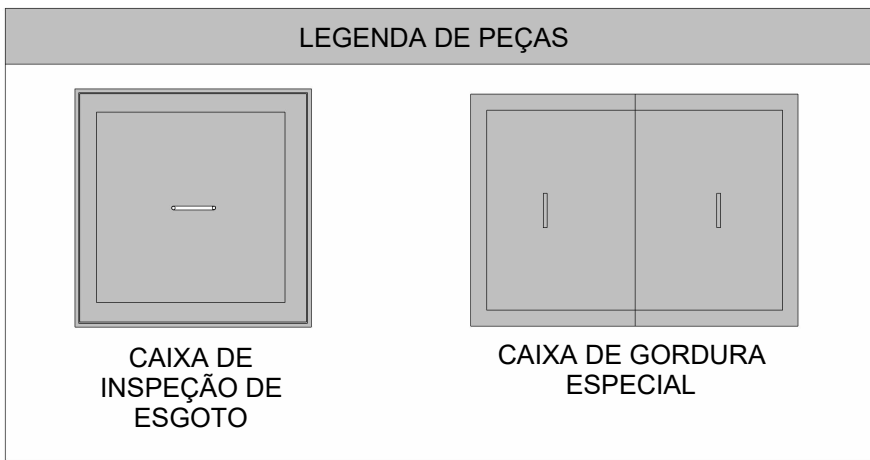 LEGENDA DE PEÇAS
CAIXA DE
INSPEÇÃO DE
ESGOTO
CAIXA DE GORDURA
ESPECIAL